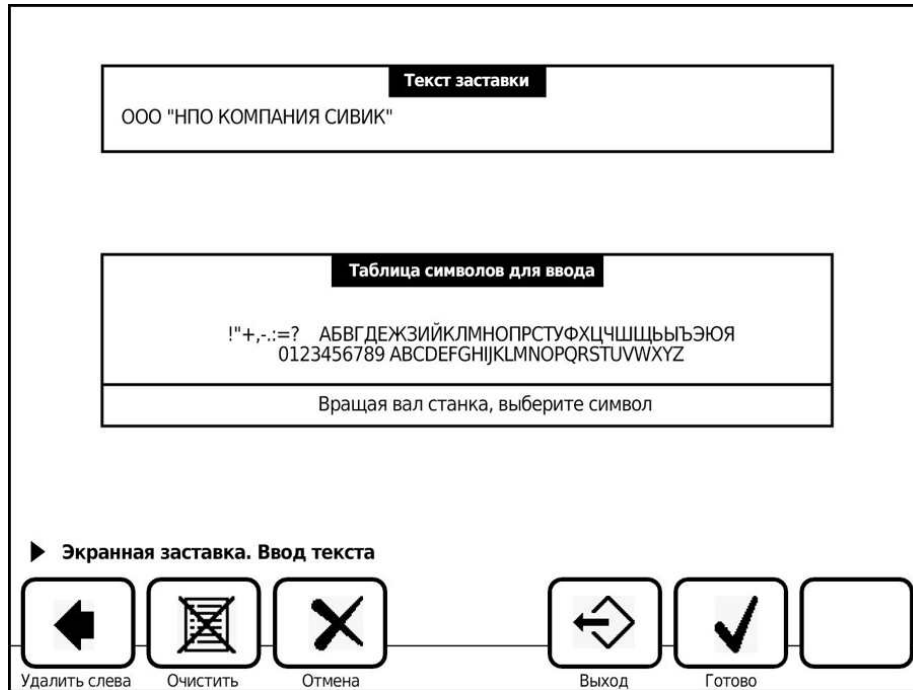 Текст заставки
ООО "НПО КОМПАНИЯ СИВИК"
Таблица символов для ввода
!"+,-.:=? АБВГДЕЖЗИЙКЛМНОПРСТУФХЦЧШЩЬЫЪЭЮЯ
0123456789 ABCDEFGHIJKLMNOPQRSTUVWXYZ
Вращая вал станка, выберите символ
Экранная заставка. Ввод текста
Удалить слева Очистить Отмена Выход Готово